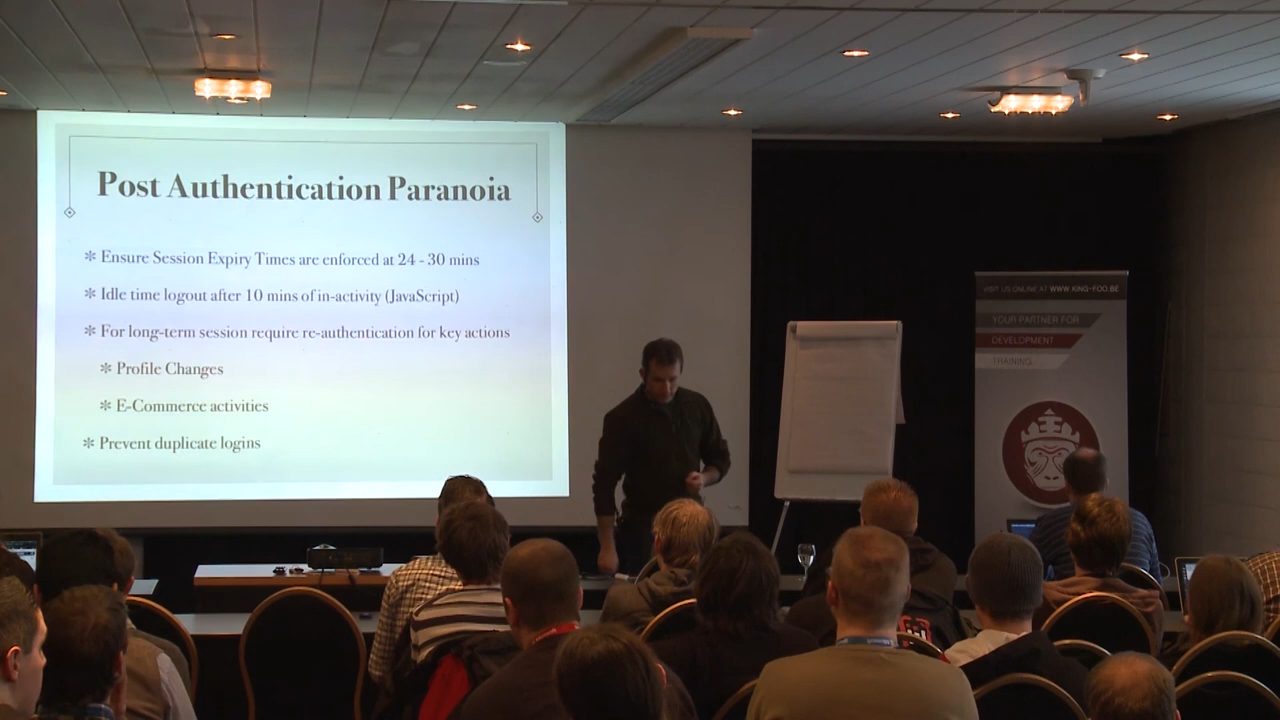 Post Authentication Paranoia
✻ Ensure Session Expiry Times are enforced at 24 - 30 mins
✻ Idle time logout after 10 mins of in-activity (JavaScript)
✻ For long-term session require re-authentication for key actions
✻ Profile Changes
✻ E-Commerce activities
✻ Prevent duplicate logins
VISIT US ONLINE AT WWW.KING-FOO.BE
YOUR PARTNER FOR
DEVELOPMENT
TRAINING